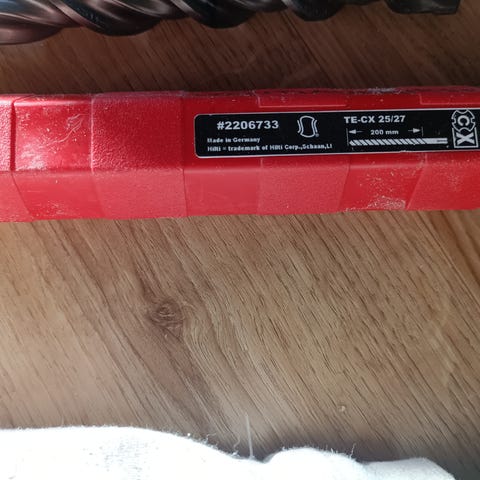 #2206733
Made in Germany
Hilti = trademark of Hilti Corp.,Schaan,LI
TE-CX 25/27
200 mm
CX